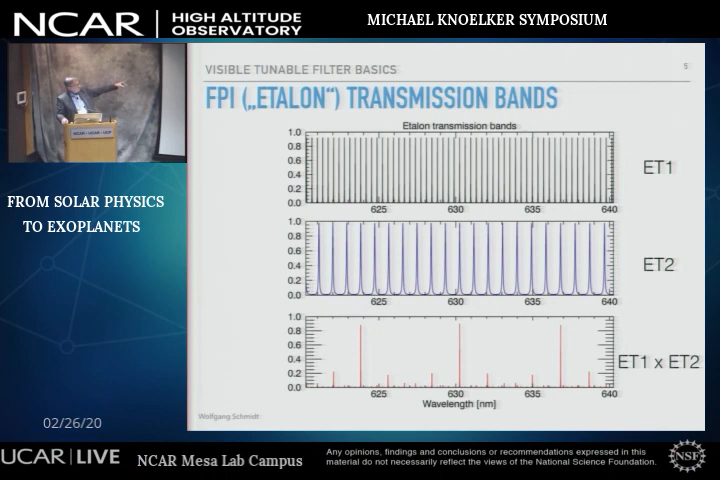 NCAR
HIGH ALTITUDE
OBSERVATORY
MICHAEL KNOELKER SYMPOSIUM
VISIBLE TUNABLE FILTER BASICS
5
FPI („ETALON“) TRANSMISSION BANDS
Etalon transmission bands
1.0
0.8
0.6
0.4
0.2
0.0
625 630 635 640
ET1
1.0
0.8
0.6
0.4
0.2
0.0
625 630 635 640
ET2
1.0
0.8
0.6
0.4
0.2
0.0
625 630 635 640
ET1 x ET2
Wavelength [nm]
Wolfgang Schmidt
NCAR - UCAR - UCP
FROM SOLAR PHYSICS
TO EXOPLANETS
02/26/20
UCAR | LIVE
NCAR Mesa Lab Campus
Any opinions, findings and conclusions or recommendations expressed in this
material do not necessarily reflect the views of the National Science Foundation.
NSF